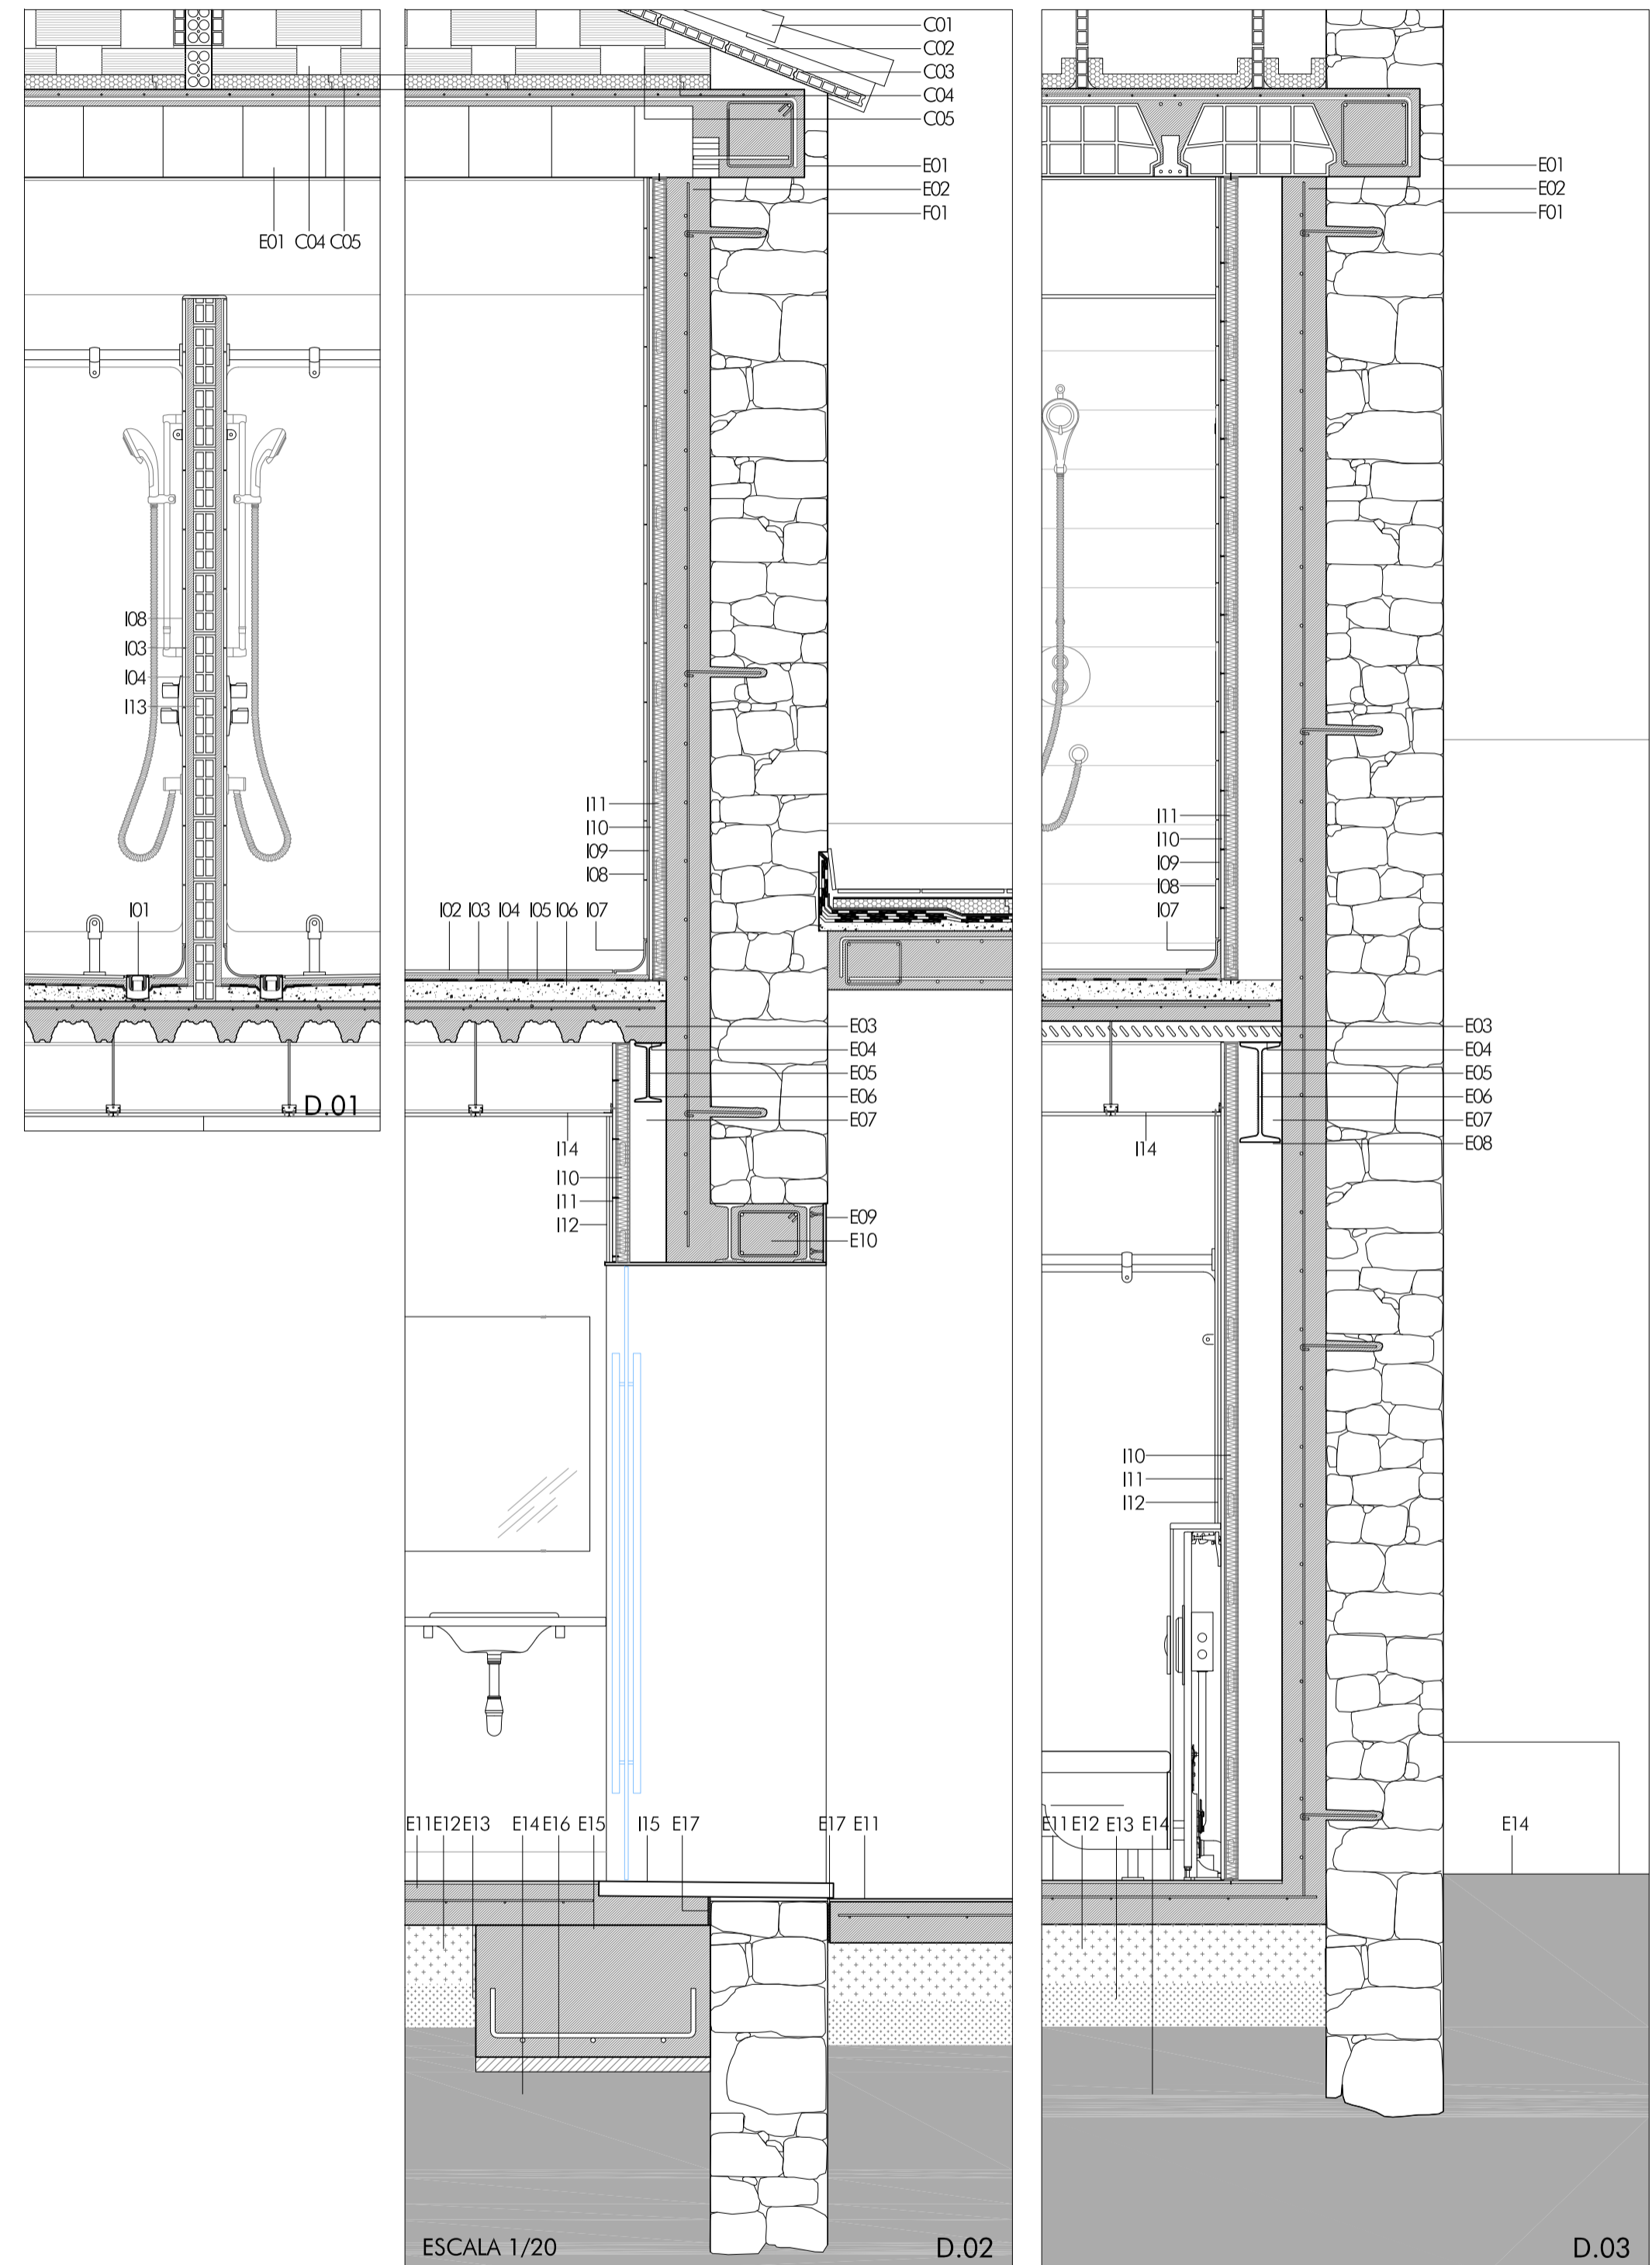 E01 C04 C05
I08
I03
I04
I13
I01
D.01
C01
C02
C03
C04
C05
E01
E02
F01
I11
I10
I09
I08
I02 I03 I04 I05 I06 I07
E03
E04
E05
E06
E07
I14
I10
I11
I12
E09
E10
E11 E12 E13 E14 E16 E15 I15 E17 E17 E11
ESCALA 1/20
D.02
E01
E02
F01
I11
I10
I09
I08
I07
E03
E04
E05
E06
E07
E08
I14
I10
I11
I12
E11 E12 E13 E14 E14
D.03